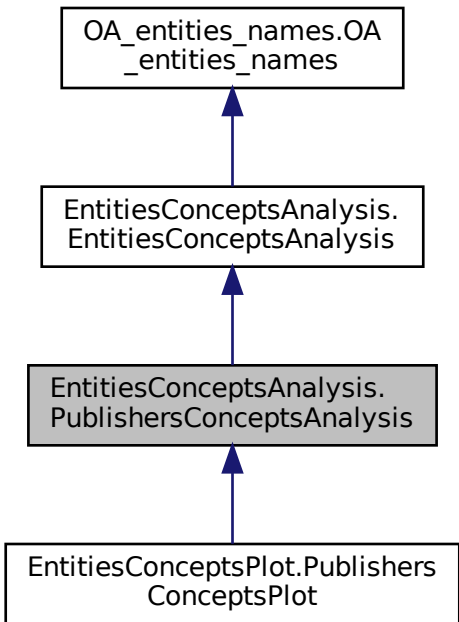 OA_entities_names.OA
_entities_names
EntitiesConceptsAnalysis.
EntitiesConceptsAnalysis
EntitiesConceptsAnalysis.
PublishersConceptsAnalysis
EntitiesConceptsPlot.Publishers
ConceptsPlot